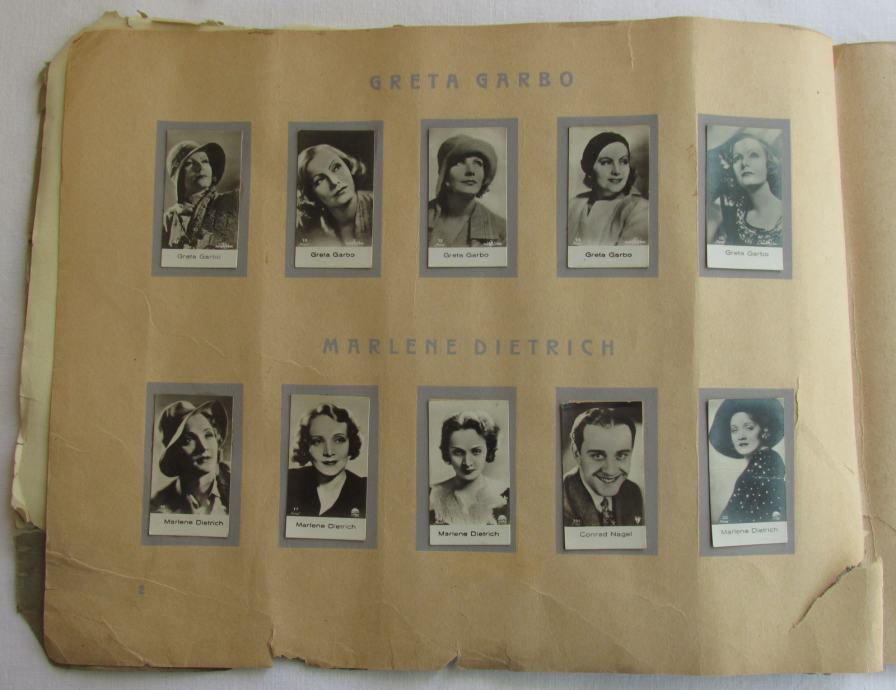 GRETA GARBO
Greta Garbo
Greta Garbo
Greta Garbo
Greta Garbo
Greta Garbo
MARLENE DIETRICH
Marlene Dietrich
Marlene Dietrich
Marlene Dietrich
Conrad Nagel
Marlene Dietrich
2